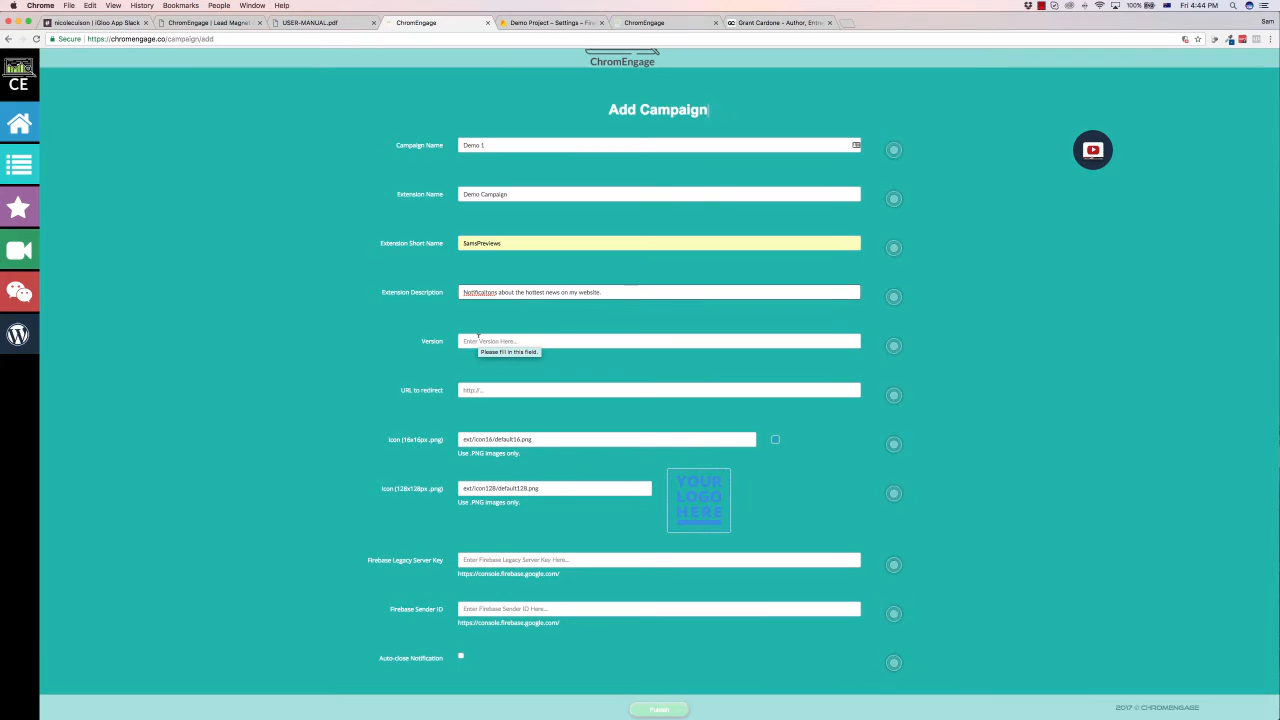 Chrome File Edit View History Bookmarks People Window Help
100% Fri 4:44 PM
nicolecuison | iGloo App Slack
ChromEngage | Lead Magnet
USER-MANUAL.pdf
ChromEngage
Demo Project – Settings – Fire
ChromEngage
Grant Cardone - Author, Entre
Sam
Secure https://chromengage.co/campaign/add
CE
ChromEngage
Add Campaign
Campaign Name Demo 1
Extension Name Demo Campaign
Extension Short Name SamsPreviews
Extension Description Notificaitons about the hottest news on my website.
Version Enter Version Here...
Please fill in this field.
URL to redirect http://...
Icon (16x16px .png) ext/icon16/default16.png
Use .PNG images only.
Icon (128x128px .png) ext/icon128/default128.png
Use .PNG images only.
YOUR
LOGO
HERE
Firebase Legacy Server Key Enter Firebase Legacy Server Key Here...
https://console.firebase.google.com/
Firebase Sender ID Enter Firebase Sender ID Here...
https://console.firebase.google.com/
Auto-close Notification
Publish
2017 © CHROMENGAGE